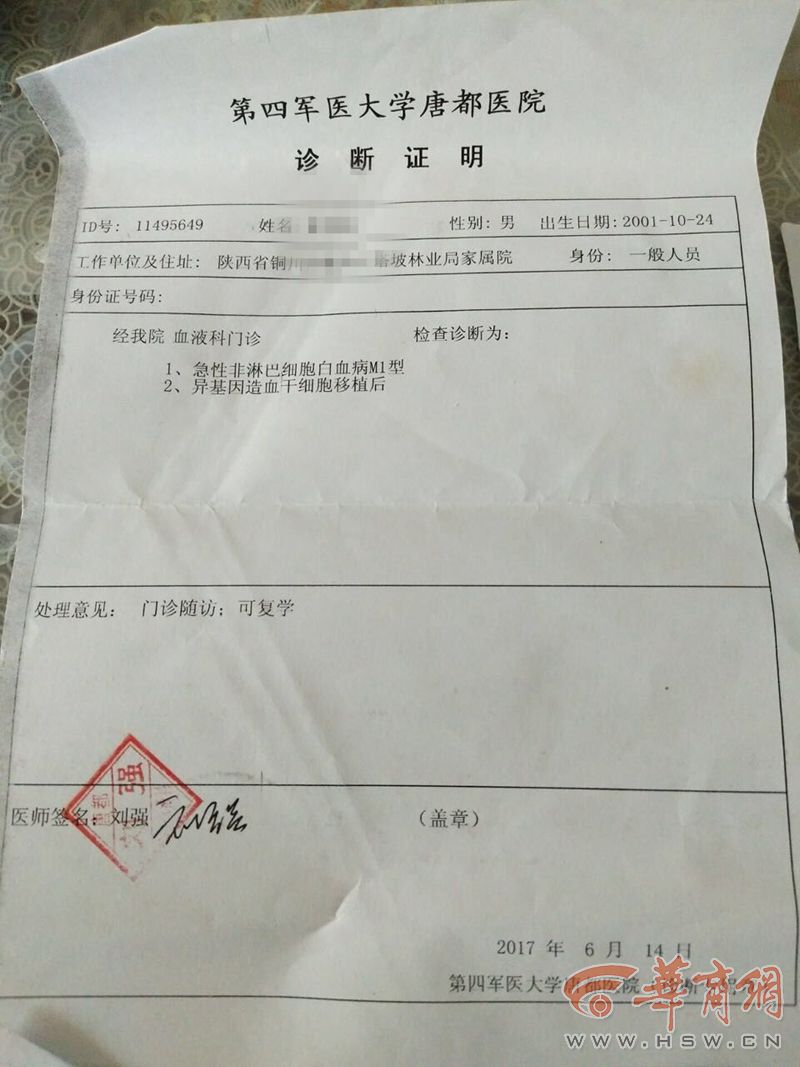 第四军医大学唐都医院
诊断证明
ID号: 11495649 姓名 性别: 男 出生日期:2001-10-24
工作单位及住址: 陕西省铜川 坡林业局家属院 身份: 一般人员
身份证号码:
经我院 血液科门诊 检查诊断为:
1、急性非淋巴细胞白血病M1型
2、异基因造血干细胞移植后
处理意见: 门诊随访; 可复学
强
医师签名: 刘强 (盖章)
2017 年 6 月 14 日
第四军医大学唐都医院
華商網
WWW.HSW.CN